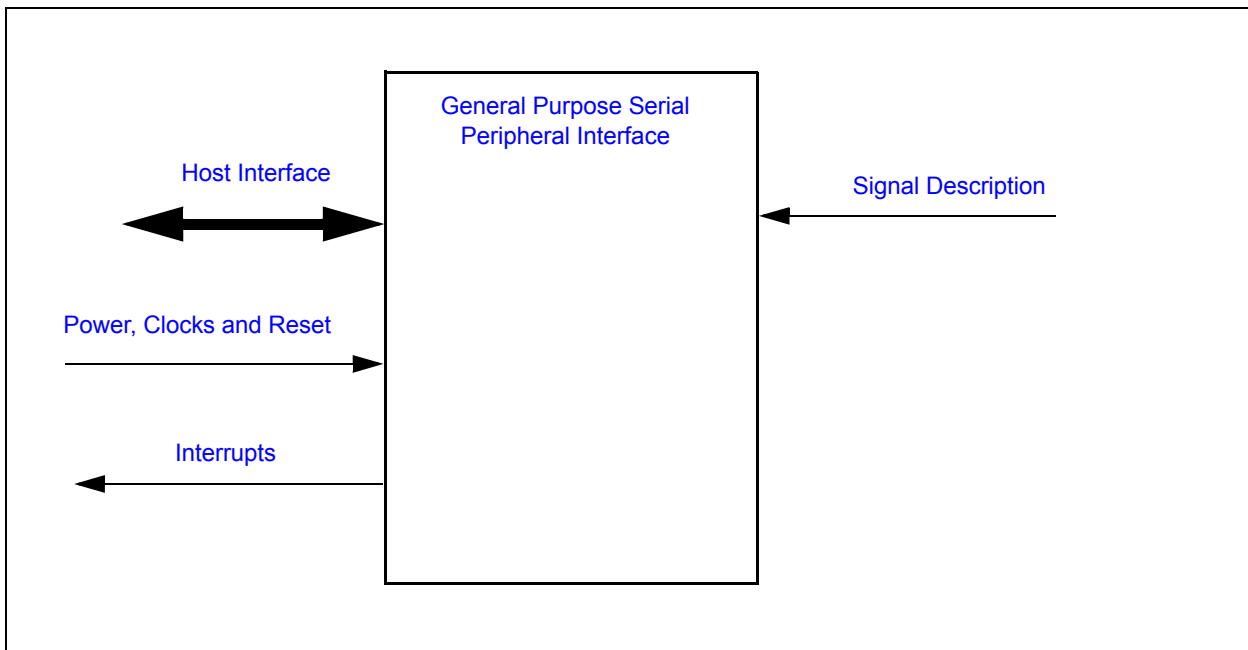 General Purpose Serial
Peripheral Interface
Host Interface
Signal Description
Power, Clocks and Reset
Interrupts